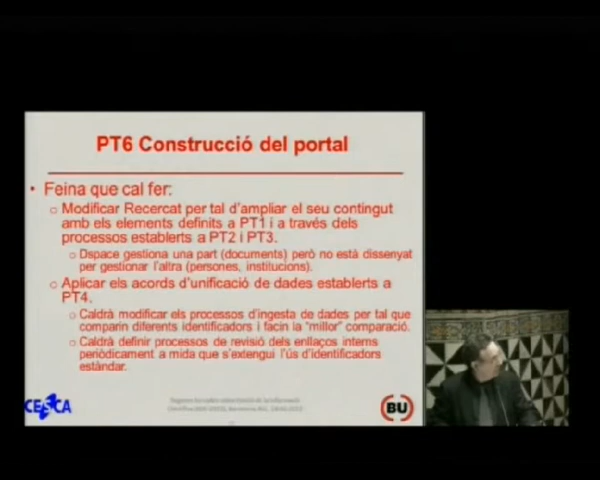 PT6 Construcció del portal
• Feina que cal fer:
o Modificar Recercat per tal d'ampliar el seu contingut
amb els elements definits a PT1 i a través dels
processos establerts a PT2 i PT3.
o Dspace gestiona una part (documents) però no està dissenyat
per gestionar l'altra (persones, institucions).
o Aplicar els acords d'unificació de dades establerts a
PT4.
o Caldrà modificar els processos d'ingesta de dades per tal que
comparin diferents identificadors i facin la "millor" comparació.
o Caldrà definir processos de revisió dels enllaços interns
periòdicament a mida que s'extengui l'ús d'identificadors
estàndar.
CESCA
BU